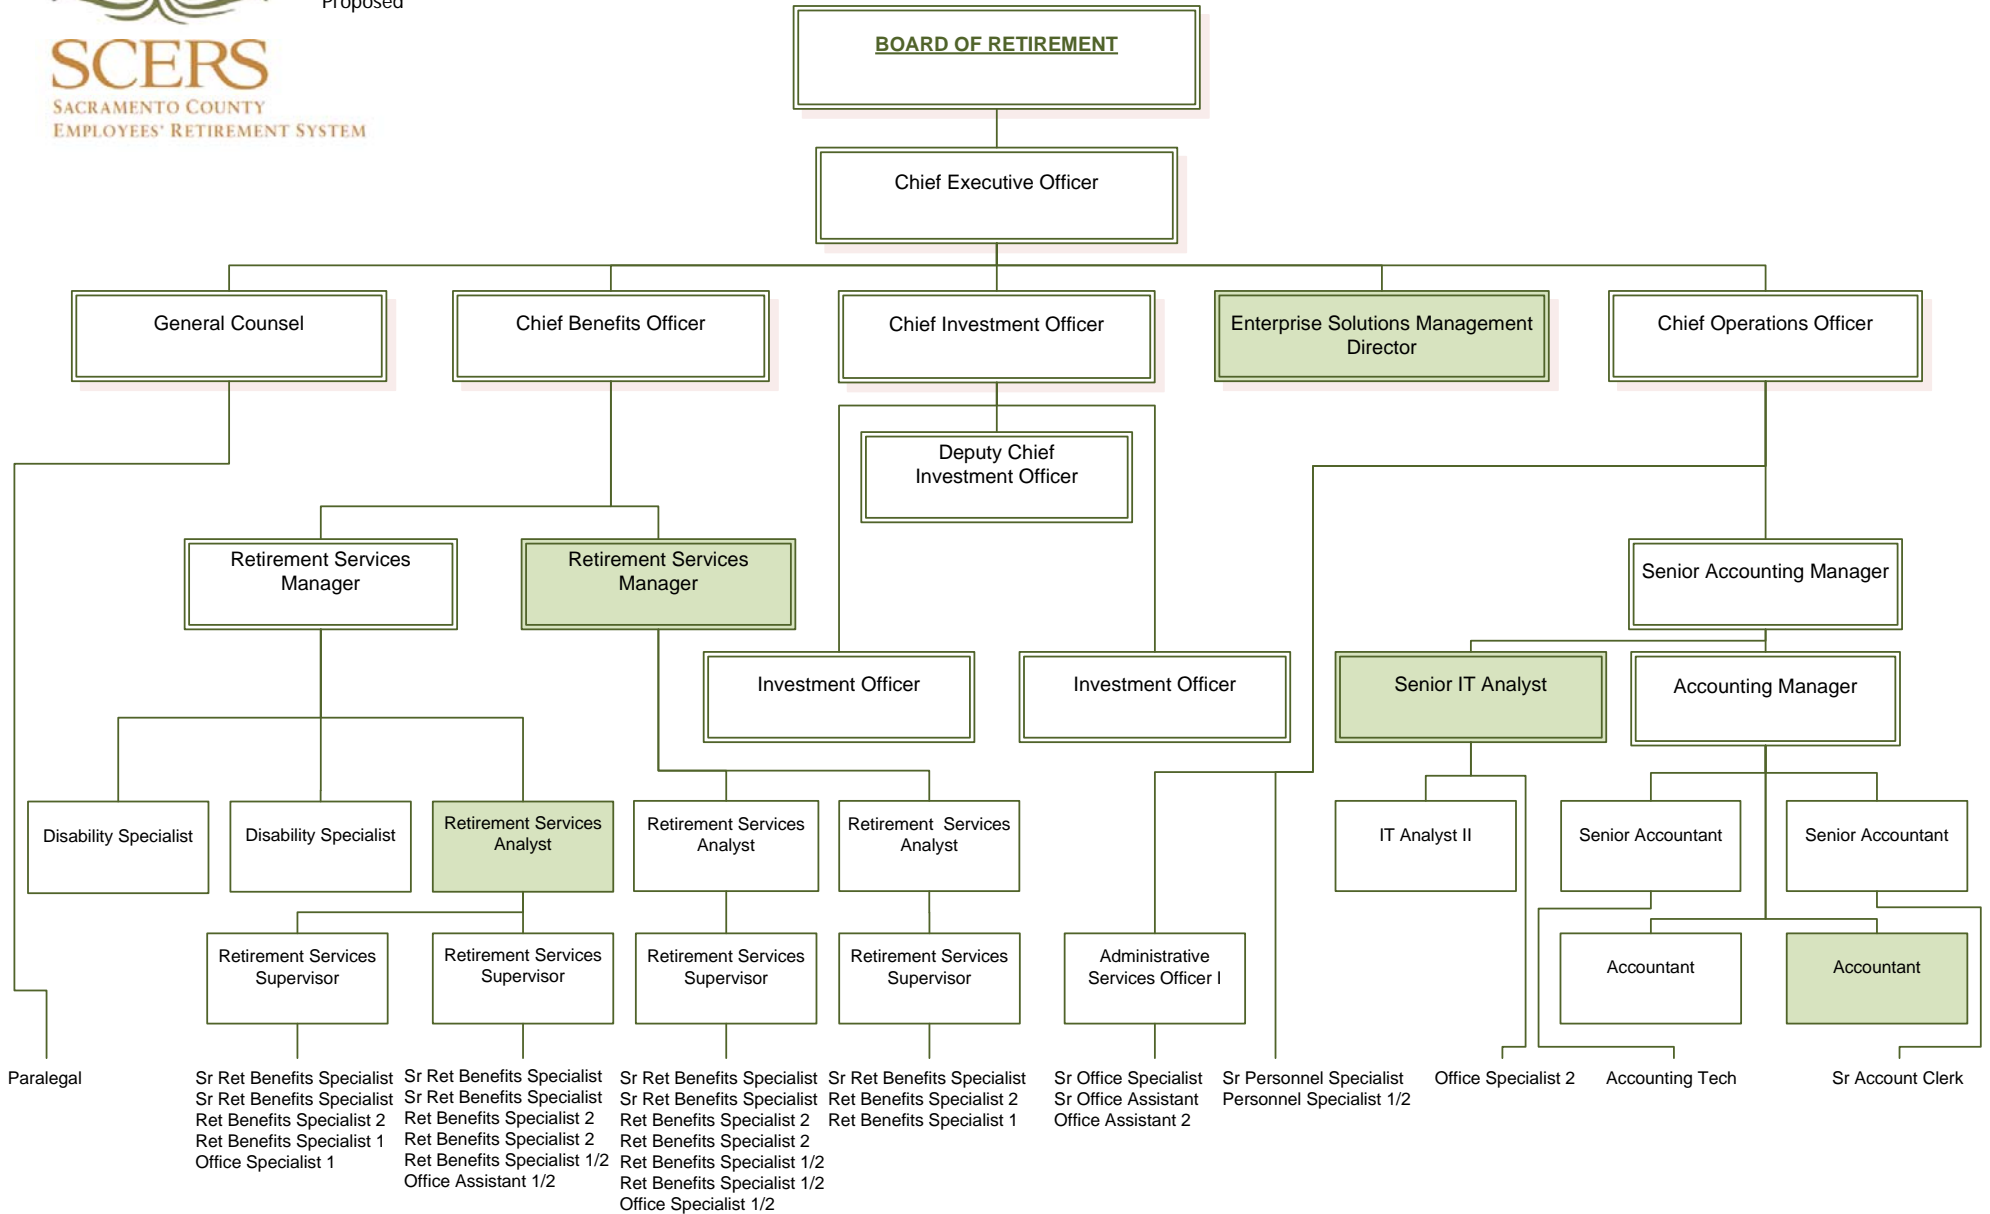 Proposed
SCERS
SACRAMENTO COUNTY
EMPLOYEES' RETIREMENT SYSTEM
BOARD OF RETIREMENT
Chief Executive Officer
General Counsel
Chief Benefits Officer
Chief Investment Officer
Enterprise Solutions Management
Director
Chief Operations Officer
Deputy Chief
Investment Officer
Retirement Services
Manager
Retirement Services
Manager
Senior Accounting Manager
Investment Officer
Investment Officer
Senior IT Analyst
Accounting Manager
Disability Specialist
Disability Specialist
Retirement Services
Analyst
Retirement Services
Analyst
Retirement  Services
Analyst
IT Analyst II
Senior Accountant
Senior Accountant
Retirement Services
Supervisor
Retirement Services
Supervisor
Retirement Services
Supervisor
Retirement Services
Supervisor
Administrative
Services Officer I
Accountant
Accountant
Paralegal
Sr Ret Benefits Specialist
Sr Ret Benefits Specialist
Ret Benefits Specialist 2
Ret Benefits Specialist 1
Office Specialist 1
Sr Ret Benefits Specialist
Sr Ret Benefits Specialist
Ret Benefits Specialist 2
Ret Benefits Specialist 2
Ret Benefits Specialist 1/2
Office Assistant 1/2
Sr Ret Benefits Specialist
Sr Ret Benefits Specialist
Ret Benefits Specialist 2
Ret Benefits Specialist 2
Ret Benefits Specialist 1/2
Ret Benefits Specialist 1/2
Office Specialist 1/2
Sr Ret Benefits Specialist
Ret Benefits Specialist 2
Ret Benefits Specialist 1
Sr Office Specialist
Sr Office Assistant
Office Assistant 2
Sr Personnel Specialist
Personnel Specialist 1/2
Office Specialist 2
Accounting Tech
Sr Account Clerk